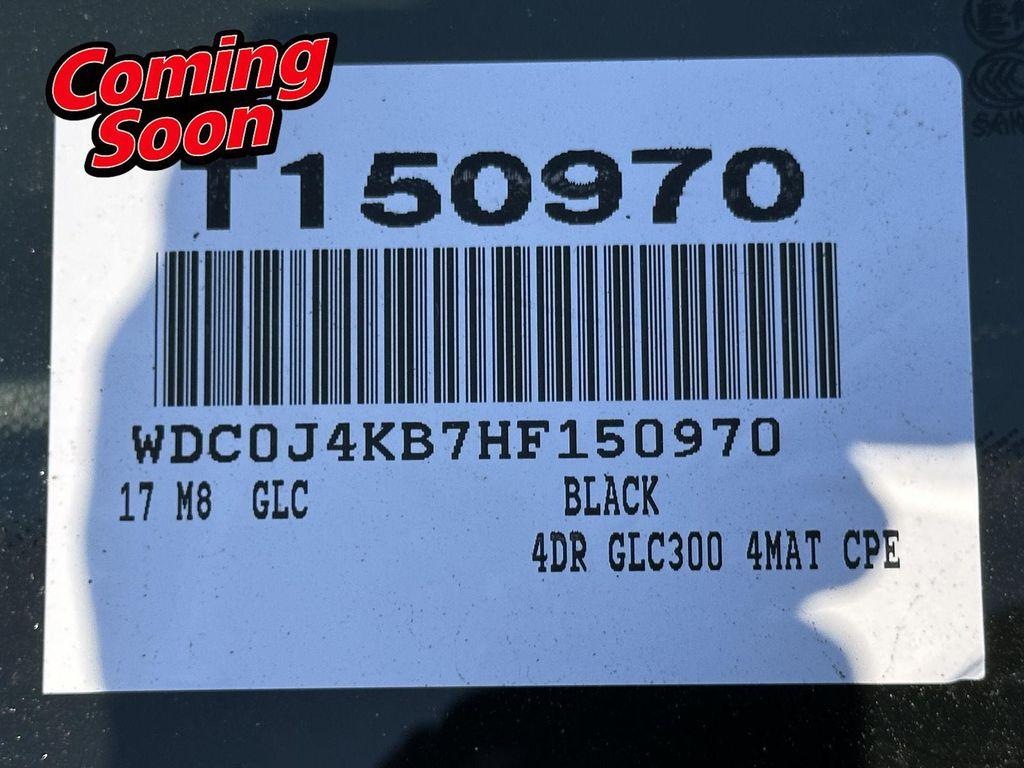 Coming
Soon
T150970
WDC0J4KB7HF150970
17 M8 GLC BLACK
4DR GLC300 4MAT CPE